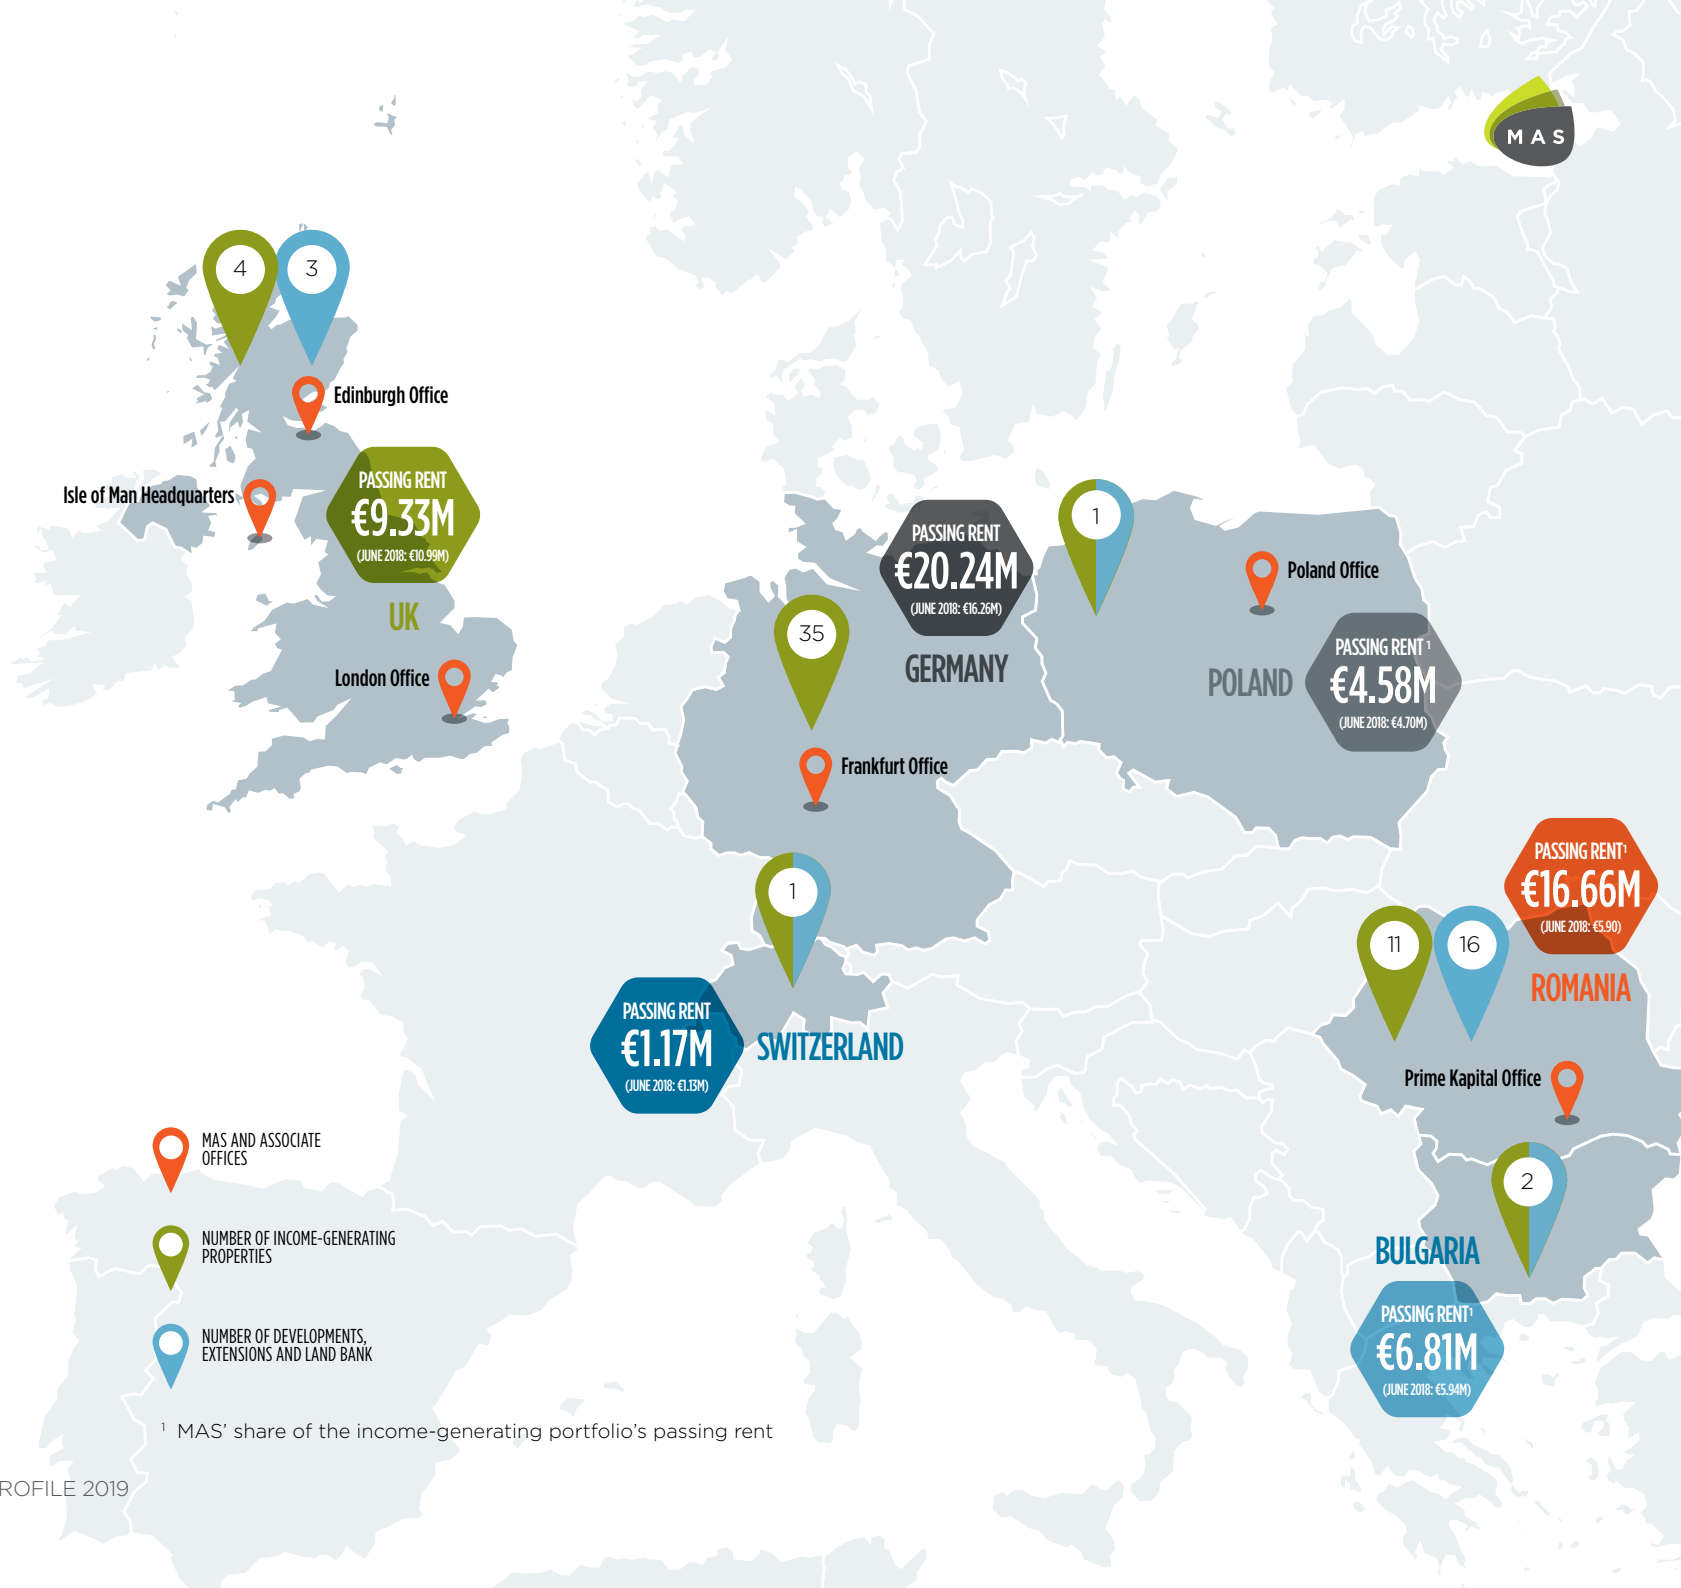 MAS
4
3
Edinburgh Office
Isle of Man Headquarters
PASSING RENT
€9.33M
(JUNE 2018: €10.99M)
UK
London Office
PASSING RENT
€20.24M
(JUNE 2018: €16.26M)
GERMANY
35
Frankfurt Office
1
Poland Office
POLAND
PASSING RENT ¹
€4.58M
(JUNE 2018: €4.70M)
1
PASSING RENT
€1.17M
(JUNE 2018: €1.13M)
SWITZERLAND
PASSING RENT¹
€16.66M
(JUNE 2018: €5.90)
ROMANIA
11
16
Prime Kapital Office
2
BULGARIA
PASSING RENT¹
€6.81M
(JUNE 2018: €5.94M)
MAS AND ASSOCIATE
OFFICES
NUMBER OF INCOME-GENERATING
PROPERTIES
NUMBER OF DEVELOPMENTS,
EXTENSIONS AND LAND BANK
¹ MAS' share of the income-generating portfolio's passing rent
ROFILE 2019